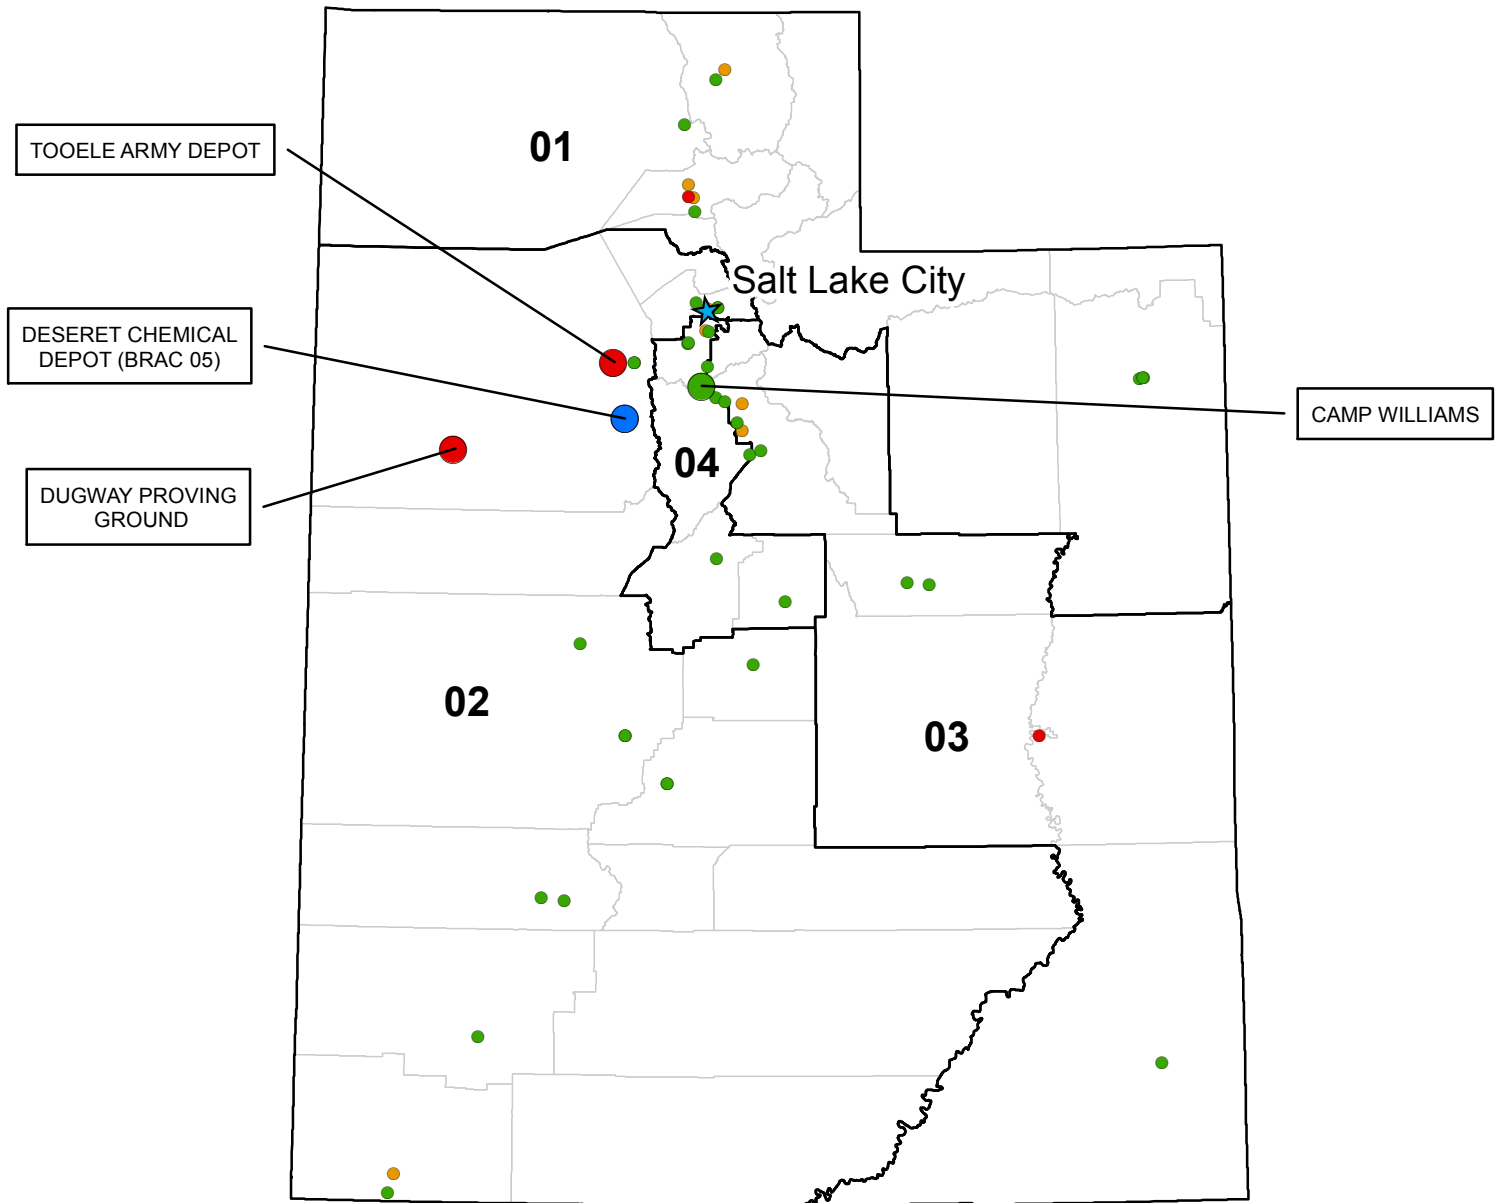 01
TOOELE ARMY DEPOT
Salt Lake City
DESERET CHEMICAL
DEPOT (BRAC 05)
CAMP WILLIAMS
04
DUGWAY PROVING
GROUND
02
03